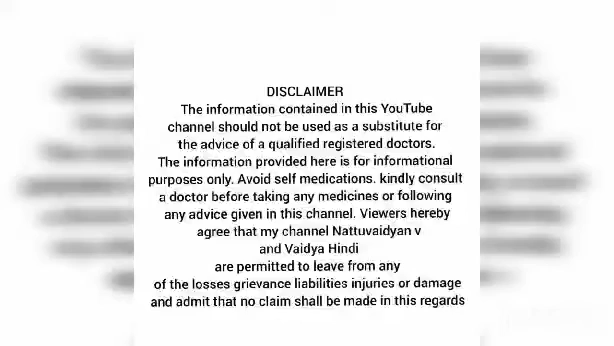 DISCLAIMER
The information contained in this YouTube
channel should not be used as a substitute for
the advice of a qualified registered doctors.
The information provided here is for informational
purposes only. Avoid self medications. kindly consult
a doctor before taking any medicines or following
any advice given in this channel. Viewers hereby
agree that my channel Nattuvaidyan v
and Vaidya Hindi
are permitted to leave from any
of the losses grievance liabilities injuries or damage
and admit that no claim shall be made in this regards